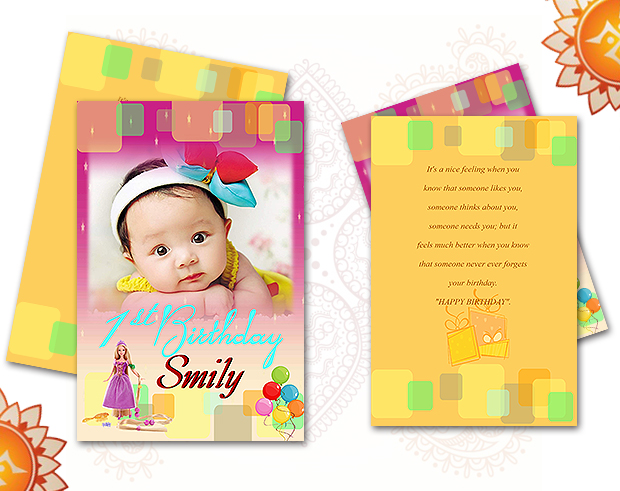 1st Birthday
Smily
It's a nice feeling when you
know that someone likes you,
someone thinks about you,
someone needs you; but it
feels much better when you know
that someone never ever forgets
your birthday.
"HAPPY BIRTHDAY".